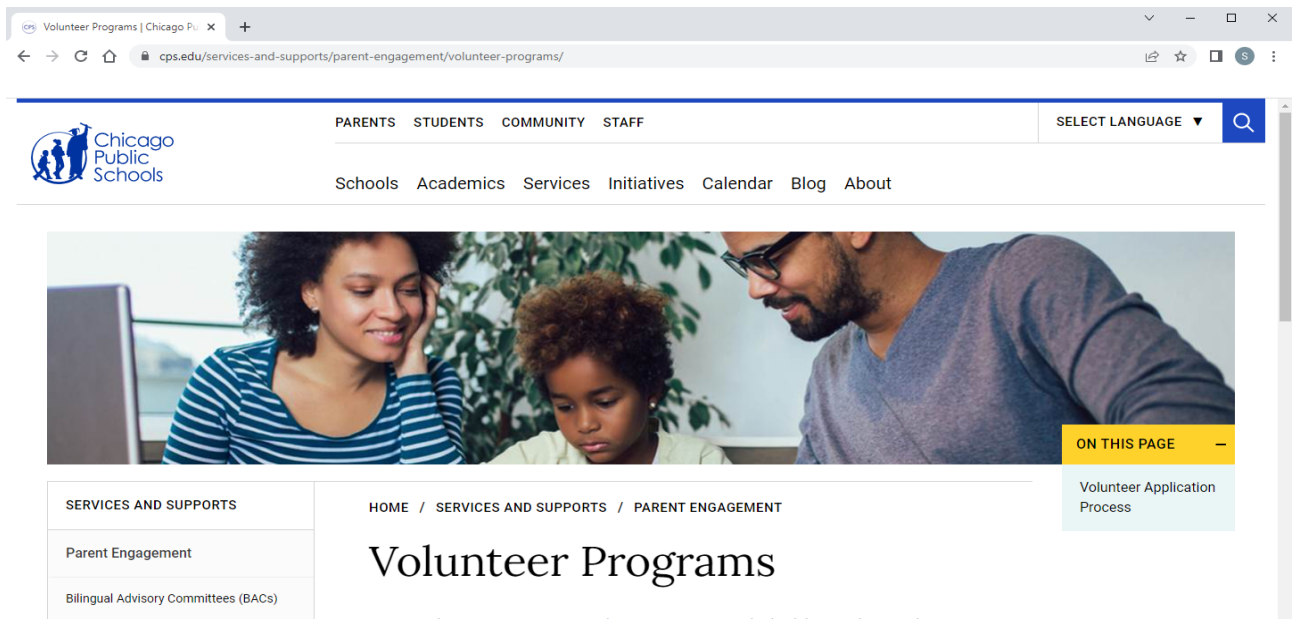 CPS
Volunteer Programs | Chicago Pu
cps.edu/services-and-supports/parent-engagement/volunteer-programs/
S
Chicago
Public
Schools
PARENTS STUDENTS COMMUNITY STAFF
SELECT LANGUAGE ▼
Schools Academics Services Initiatives Calendar Blog About
ON THIS PAGE
Volunteer Application
Process
SERVICES AND SUPPORTS
Parent Engagement
Bilingual Advisory Committees (BACs)
HOME / SERVICES AND SUPPORTS / PARENT ENGAGEMENT
Volunteer Programs